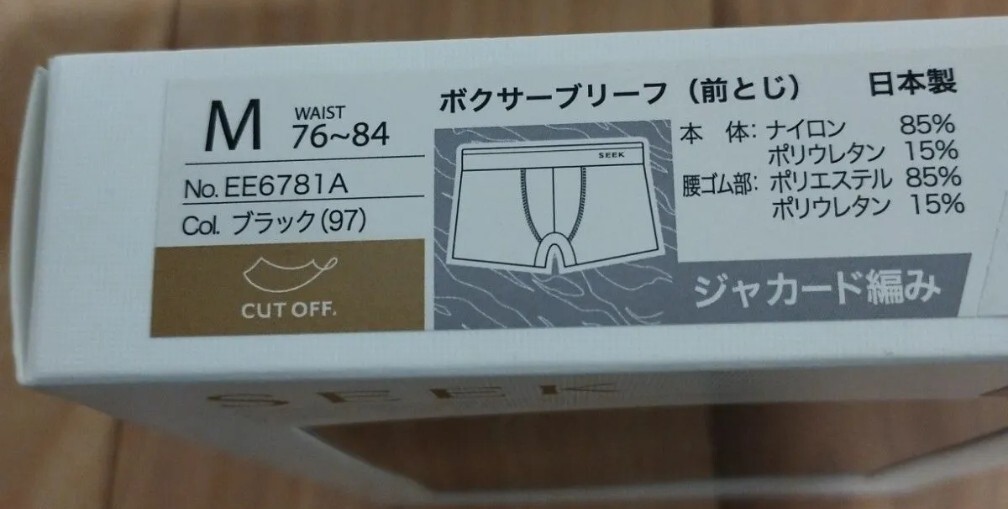 M WAIST 76~84
No. EE6781A
Col. ブラック(97)
CUT OFF.
ボクサーブリーフ（前とじ） 日本製
SEEK
本 体: ナイロン 85%
ポリウレタン 15%
腰ゴム部: ポリエステル 85%
ポリウレタン 15%
ジャカード編み
SEEK